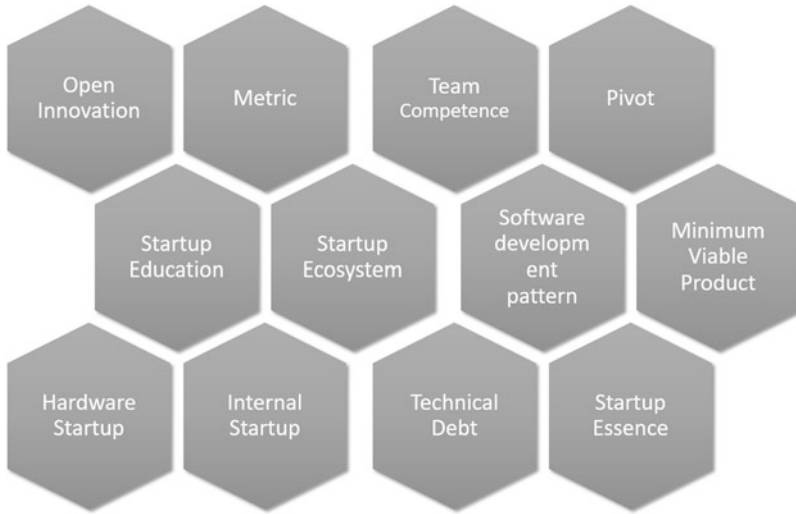 Open
Innovation
Metric
Team
Competence
Pivot
Startup
Education
Startup
Ecosystem
Software
developm
ent
pattern
Minimum
Viable
Product
Hardware
Startup
Internal
Startup
Technical
Debt
Startup
Essence